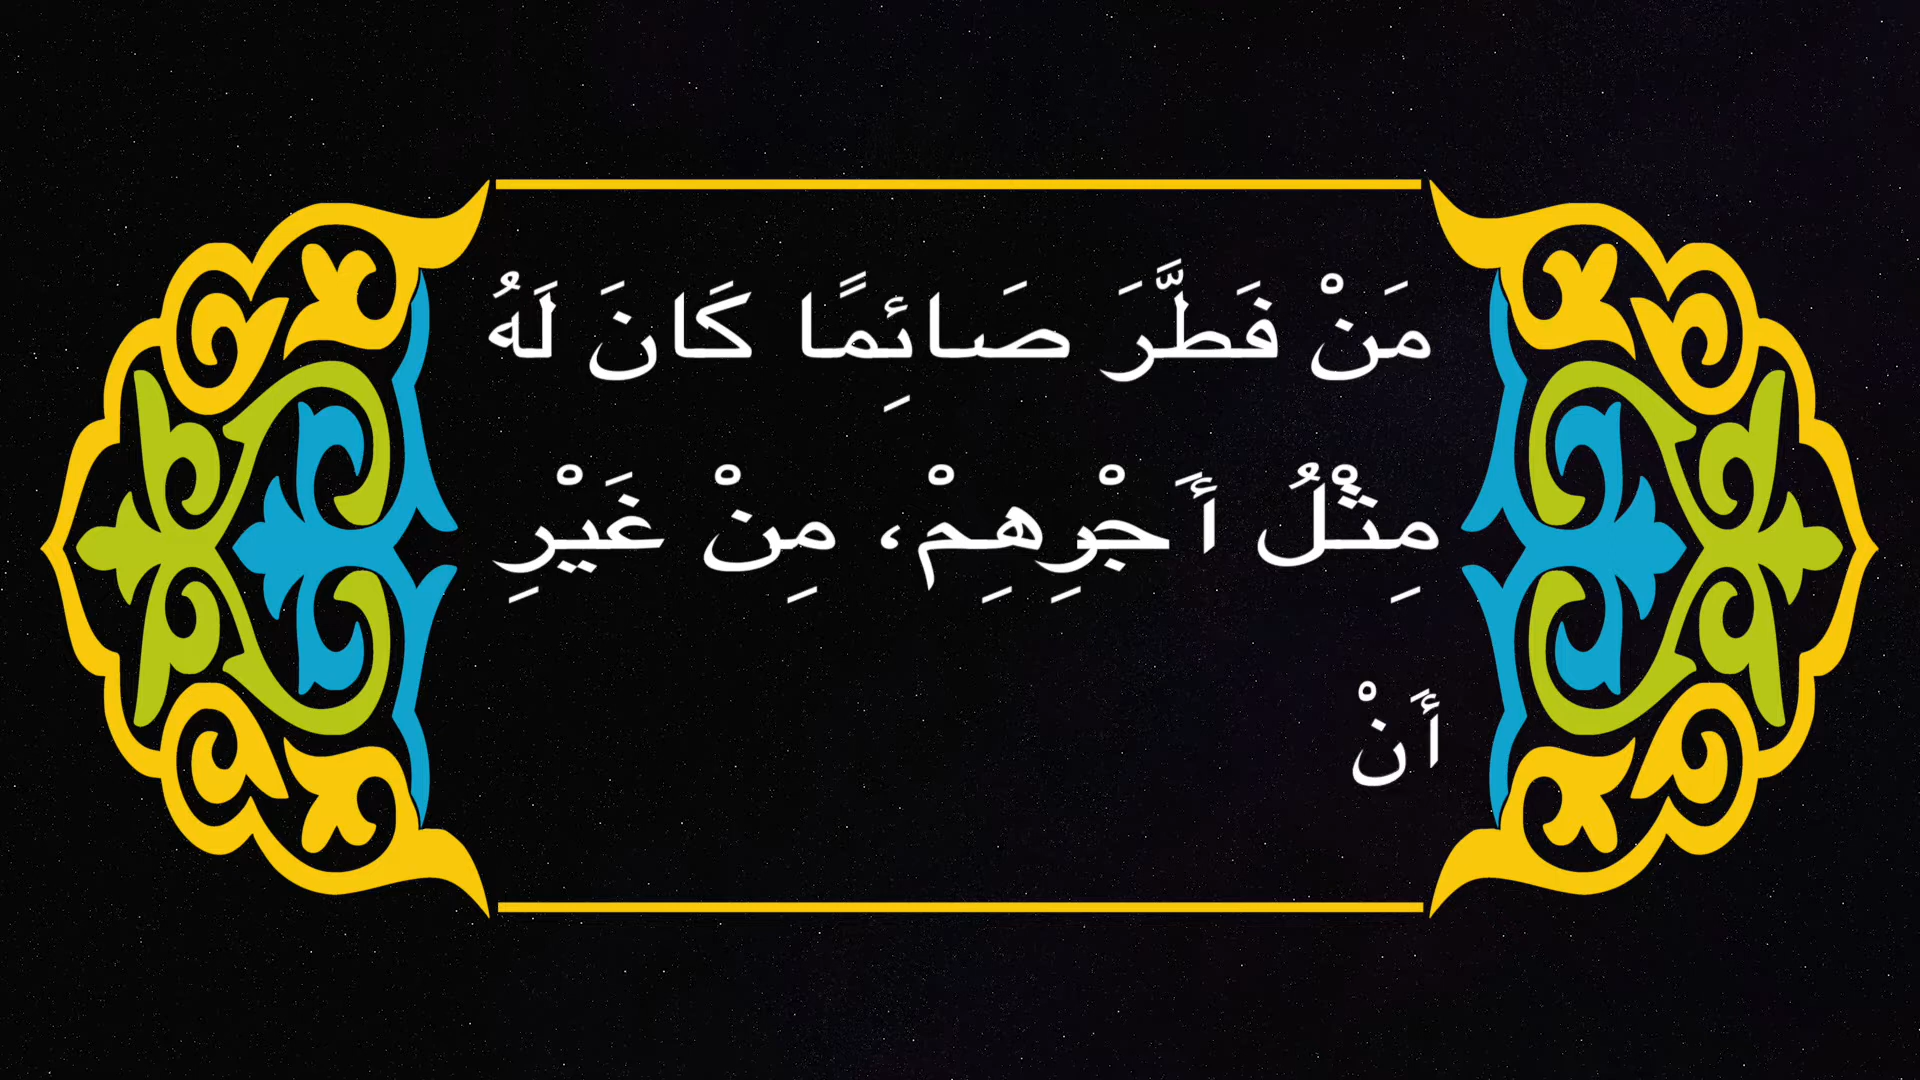 مَنْ فَطَّرَ صَائِمًا كَانَ لَهُ
مِثْلُ أَجْوِهِمْ، مِنْ غَيْرِ
أَنْ